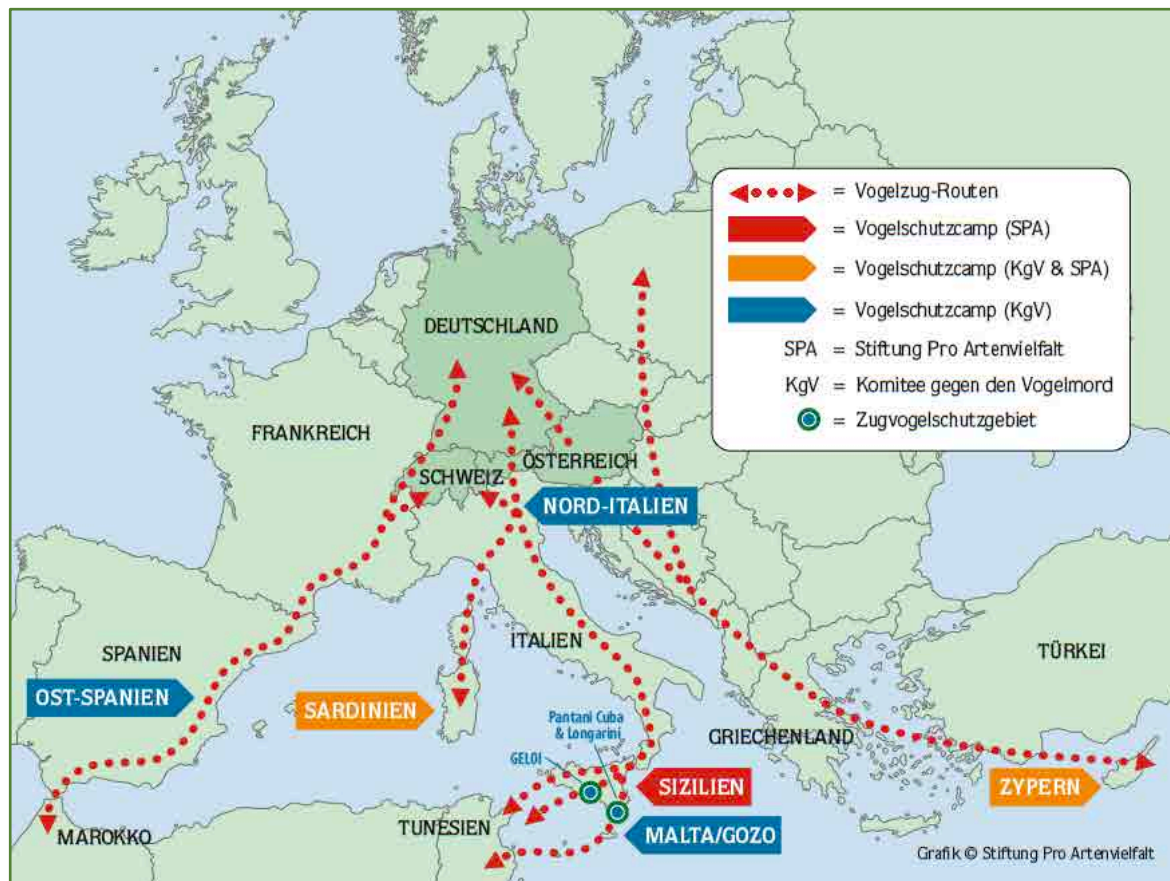 = Vogelzug-Routen
= Vogelschutzcamp (SPA)
= Vogelschutzcamp (KgV & SPA)
= Vogelschutzcamp (KgV)
SPA = Stiftung Pro Artenvielfalt
KgV = Komitee gegen den Vogelmord
= Zugvogelschutzgebiet
DEUTSCHLAND
FRANKREICH
ÖSTERREICH
SCHWEIZ
NORD-ITALIEN
ITALIEN
SPANIEN
OST-SPANIEN
SARDINIEN
TÜRKEI
Pantani Cuba
& Longarini
GRIECHENLAND
GELOI
SIZILIEN
ZYPERN
TUNESIEN
MALTA/GOZO
MAROKKO
Grafik © Stiftung Pro Artenvielfalt